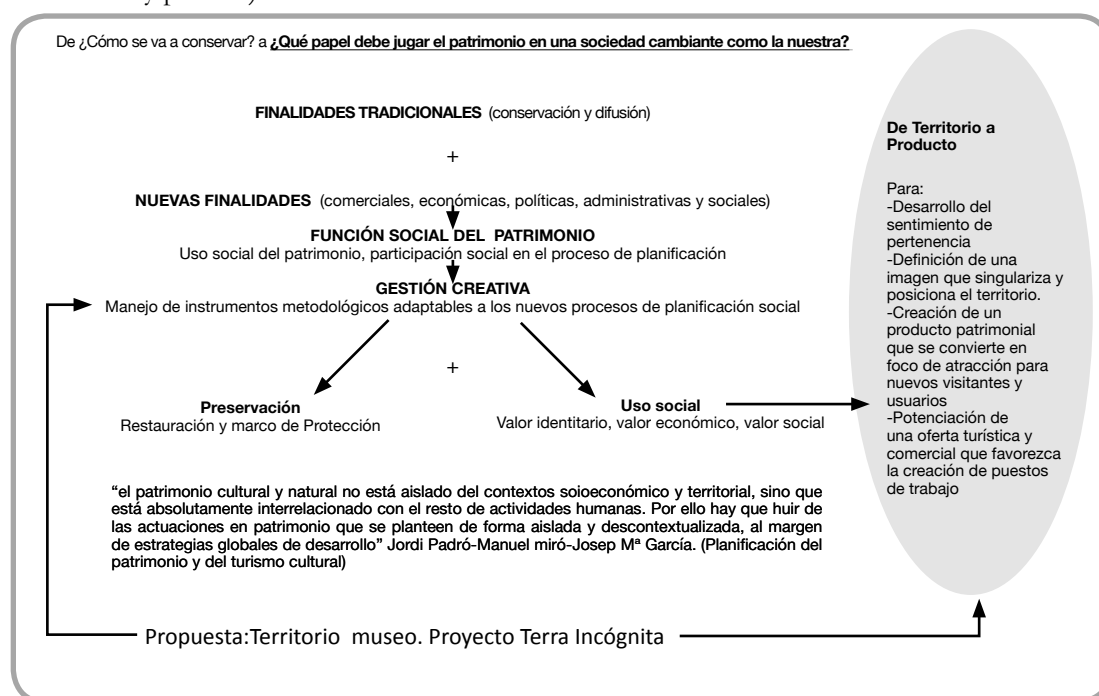 De ¿Cómo se va a conservar? a ¿Qué papel debe jugar el patrimonio en una sociedad cambiante como la nuestra?
FINALIDADES TRADICIONALES (conservación y difusión)
+
NUEVAS FINALIDADES (comerciales, económicas, políticas, administrativas y sociales)
FUNCIÓN SOCIAL DEL PATRIMONIO
Uso social del patrimonio, participación social en el proceso de planificación
GESTIÓN CREATIVA
Manejo de instrumentos metodológicos adaptables a los nuevos procesos de planificación social
+
Preservación
Restauración y marco de Protección
Uso social
Valor identitario, valor económico, valor social
De Territorio a
Producto
Para:
-Desarrollo del
sentimiento de
pertenencia
-Definición de una
imagen que singulariza y
posiciona el territorio.
-Creación de un
producto patrimonial
que se convierte en
foco de atracción para
nuevos visitantes y
usuarios
-Potenciación de
una oferta turística y
comercial que favorezca
la creación de puestos
de trabajo
"el patrimonio cultural y natural no está aislado del contextos soioeconómico y territorial, sino que
está absolutamente interrelacionado con el resto de actividades humanas. Por ello hay que huir de
las actuaciones en patrimonio que se planteen de forma aislada y descontextualizada, al margen
de estrategias globales de desarrollo" Jordi Padró-Manuel miró-Josep Mª García. (Planificación del
patrimonio y del turismo cultural)
Propuesta:Territorio museo. Proyecto Terra Incógnita